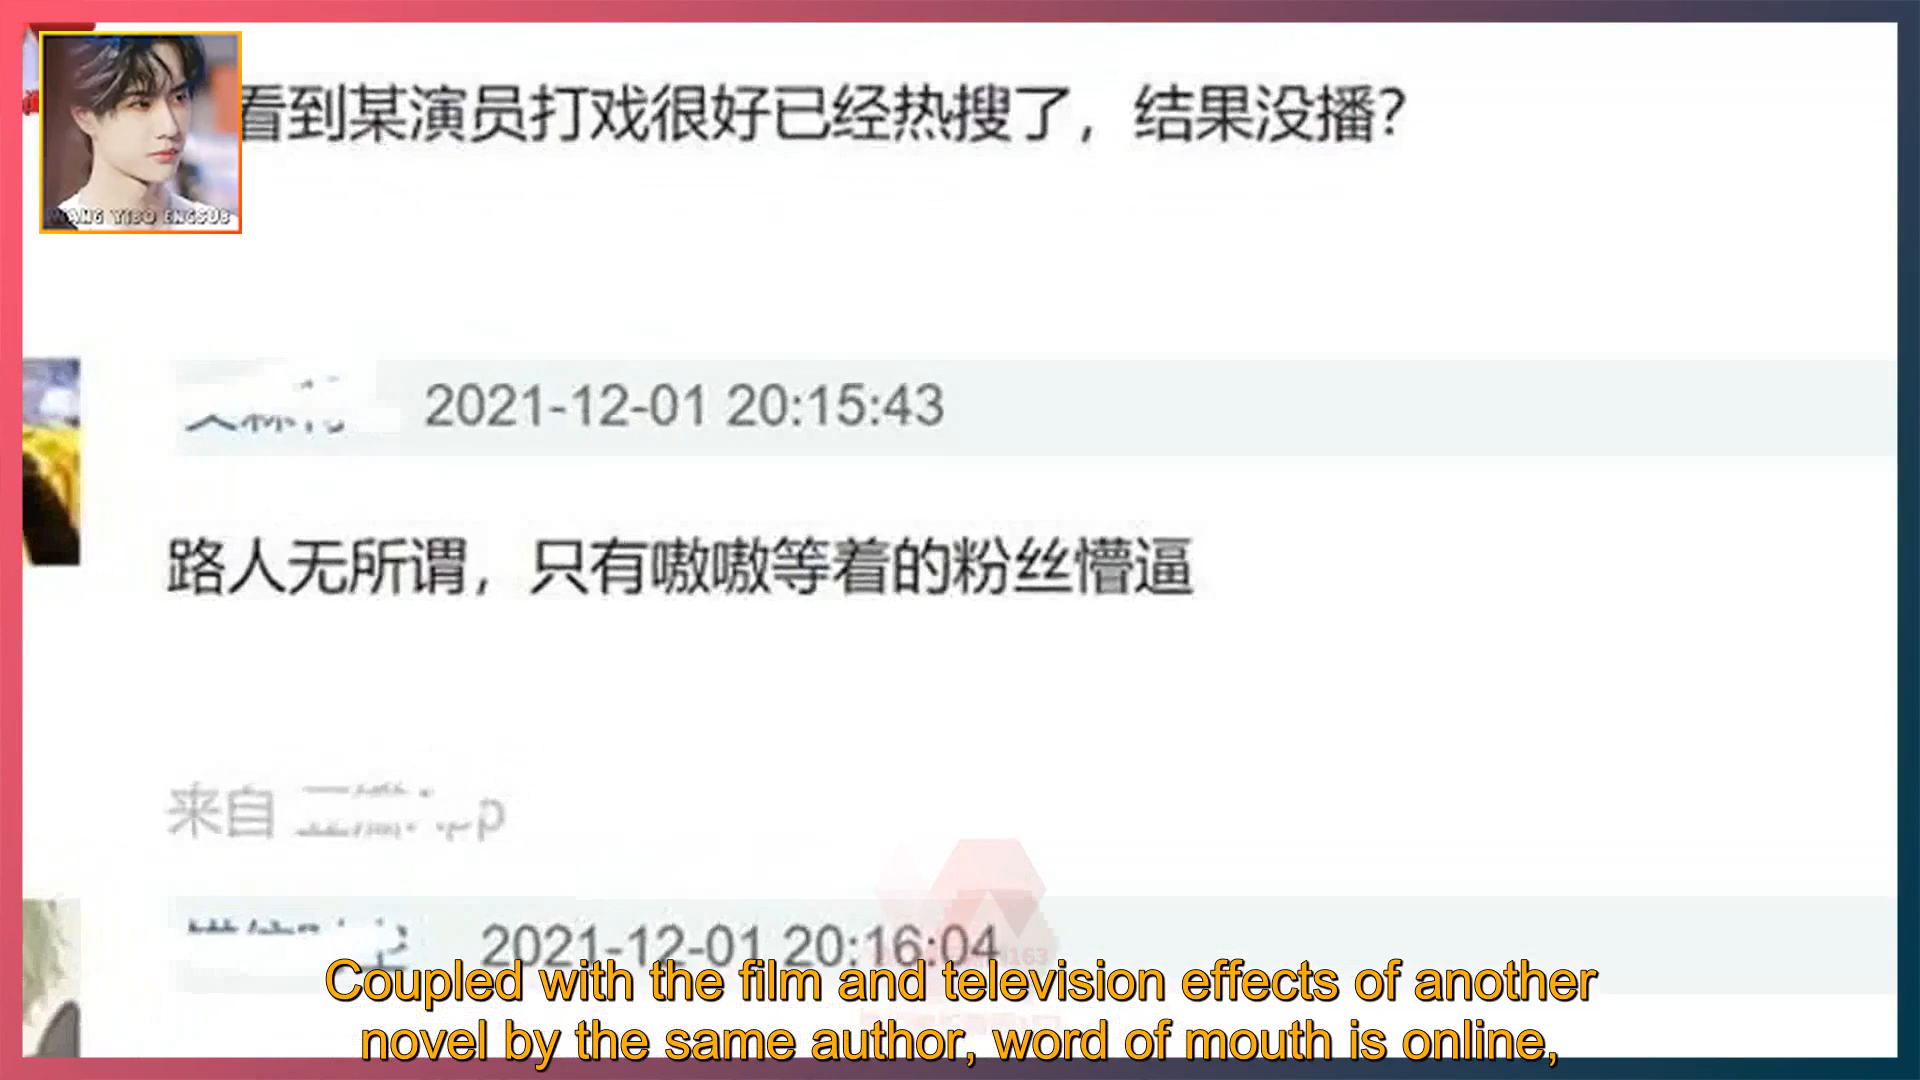 看到某演员打戏很好已经热搜了，结果没播？
WANG YIBO ENGSUB
2021-12-01 20:15:43
路人无所谓，只有嗷嗷等着的粉丝懵逼
来自
2021-12-01 20:16:04
Coupled with the film and television effects of another
novel by the same author, word of mouth is online,